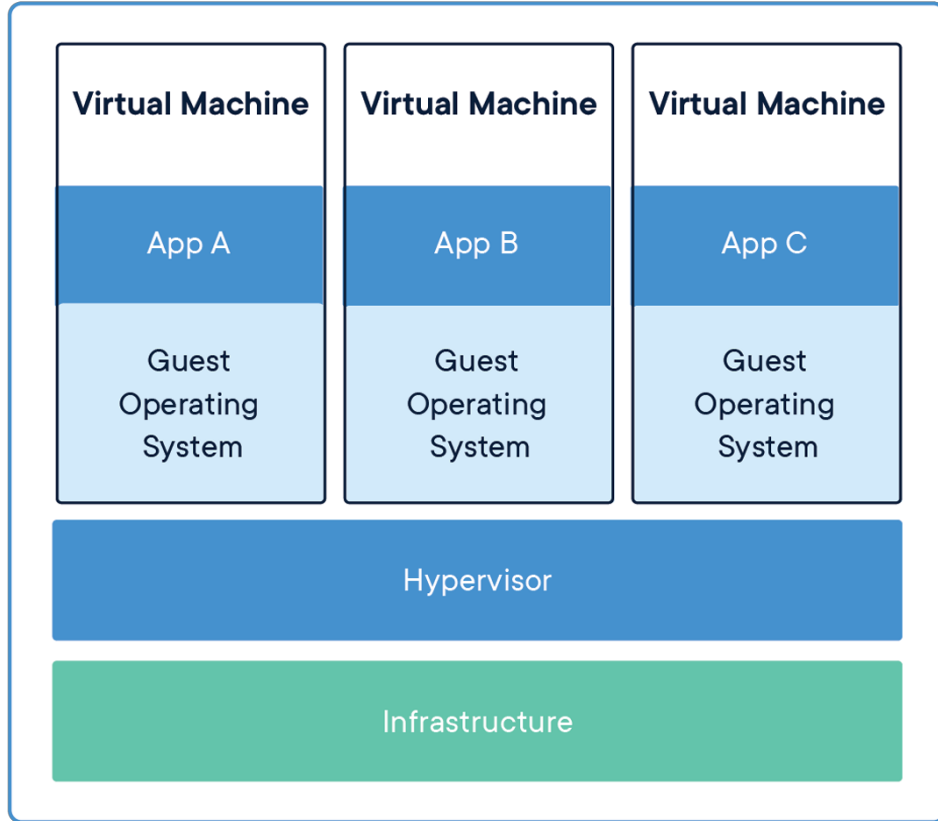 Virtual Machine
Virtual Machine
Virtual Machine
App A
App B
App C
Guest
Operating
System
Guest
Operating
System
Guest
Operating
System
Hypervisor
Infrastructure